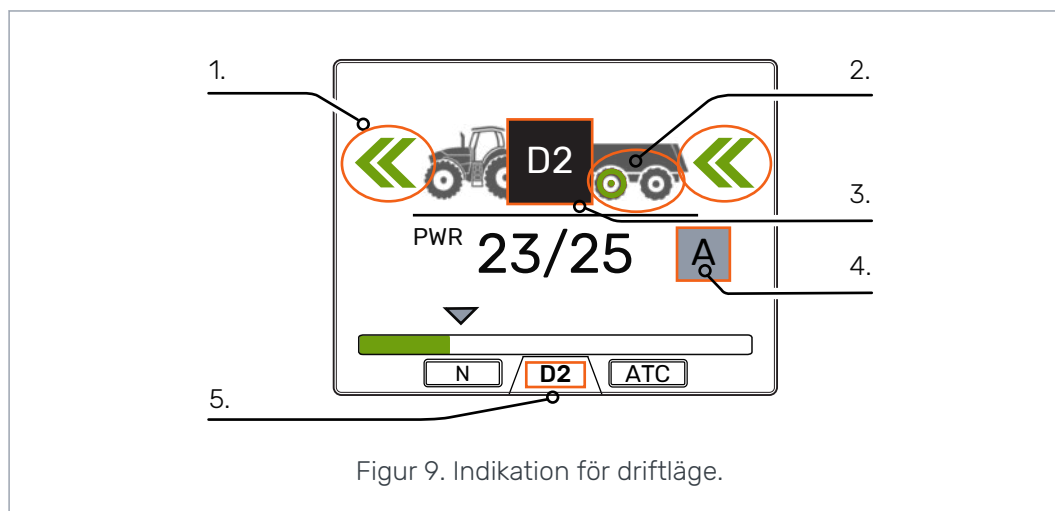 1.
2.
D2
3.
PWR 23/25
A
4.
N D2 ATC
5.
Figur 9. Indikation för driftläge.